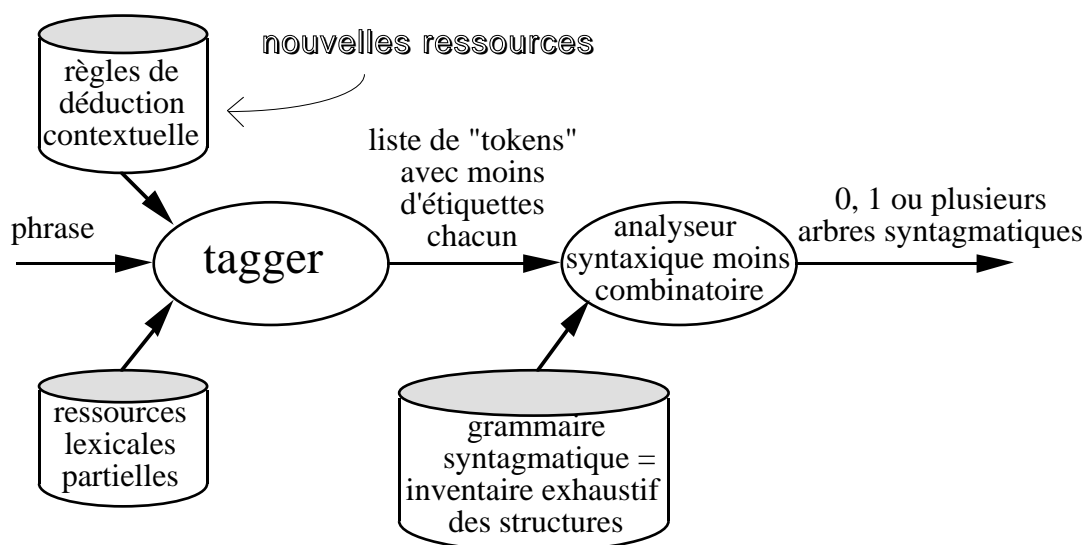 nouvelles ressources
règles de
déduction
contextuelle
liste de "tokens"
avec moins
d'étiquettes
chacun
0, 1 ou plusieurs
arbres syntagmatiques
phrase
tagger
analyseur
syntaxique moins
combinatoire
ressources
lexicales
partielles
grammaire
syntagmatique =
inventaire exhaustif
des structures